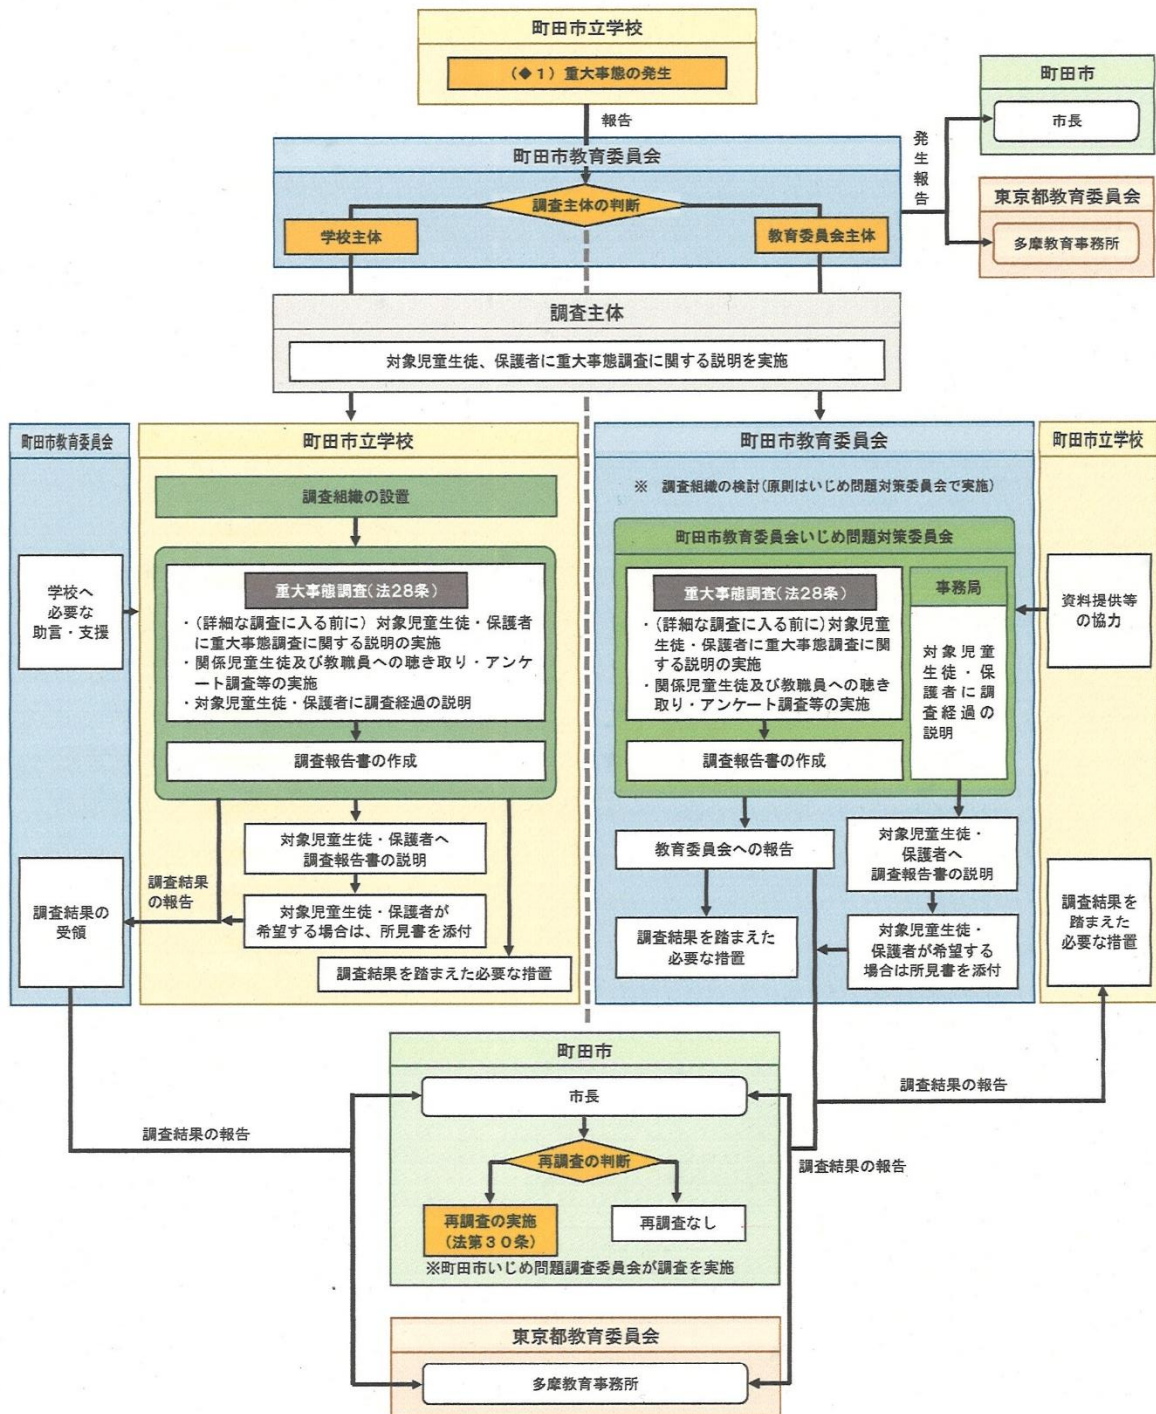 町田市立学校
(◆1)重大事態の発生
報告
町田市教育委員会
調査主体の判断
学校主体
教育委員会主体
発生報告
町田市
市長
東京都教育委員会
多摩教育事務所
調査主体
対象児童生徒、保護者に重大事態調査に関する説明を実施
町田市教育委員会
学校へ
必要な
助言・支援
調査結果の
受領
町田市立学校
調査組織の設置
重大事態調査(法28条)
・(詳細な調査に入る前に)対象児童生徒・保護者
に重大事態調査に関する説明の実施
・関係児童生徒及び教職員への聴き取り・アンケ
ート調査等の実施
・対象児童生徒・保護者に調査経過の説明
調査報告書の作成
対象児童生徒・保護者へ
調査報告書の説明
調査結果
の報告
対象児童生徒・保護者が
希望する場合は、所見書を添付
調査結果を踏まえた必要な措置
町田市教育委員会
※ 調査組織の検討(原則はいじめ問題対策委員会で実施)
町田市教育委員会いじめ問題対策委員会
重大事態調査(法28条)
・(詳細な調査に入る前に)対象児童
生徒・保護者に重大事態調査に関
する説明の実施
・関係児童生徒及び教職員への聴き
取り・アンケート調査等の実施
調査報告書の作成
事務局
対象児童
生徒・保
護者に調
査経過の
説明
教育委員会への報告
調査結果を踏まえた
必要な措置
対象児童生徒・
保護者へ
調査報告書の説明
対象児童生徒・
保護者が希望する
場合は所見書を添付
町田市立学校
資料提供等
の協力
調査結果を
踏まえた
必要な措置
調査結果の報告
調査結果の報告
調査結果の報告
町田市
市長
再調査の判断
再調査の実施
(法第30条)
再調査なし
※町田市いじめ問題調査委員会が調査を実施
東京都教育委員会
多摩教育事務所